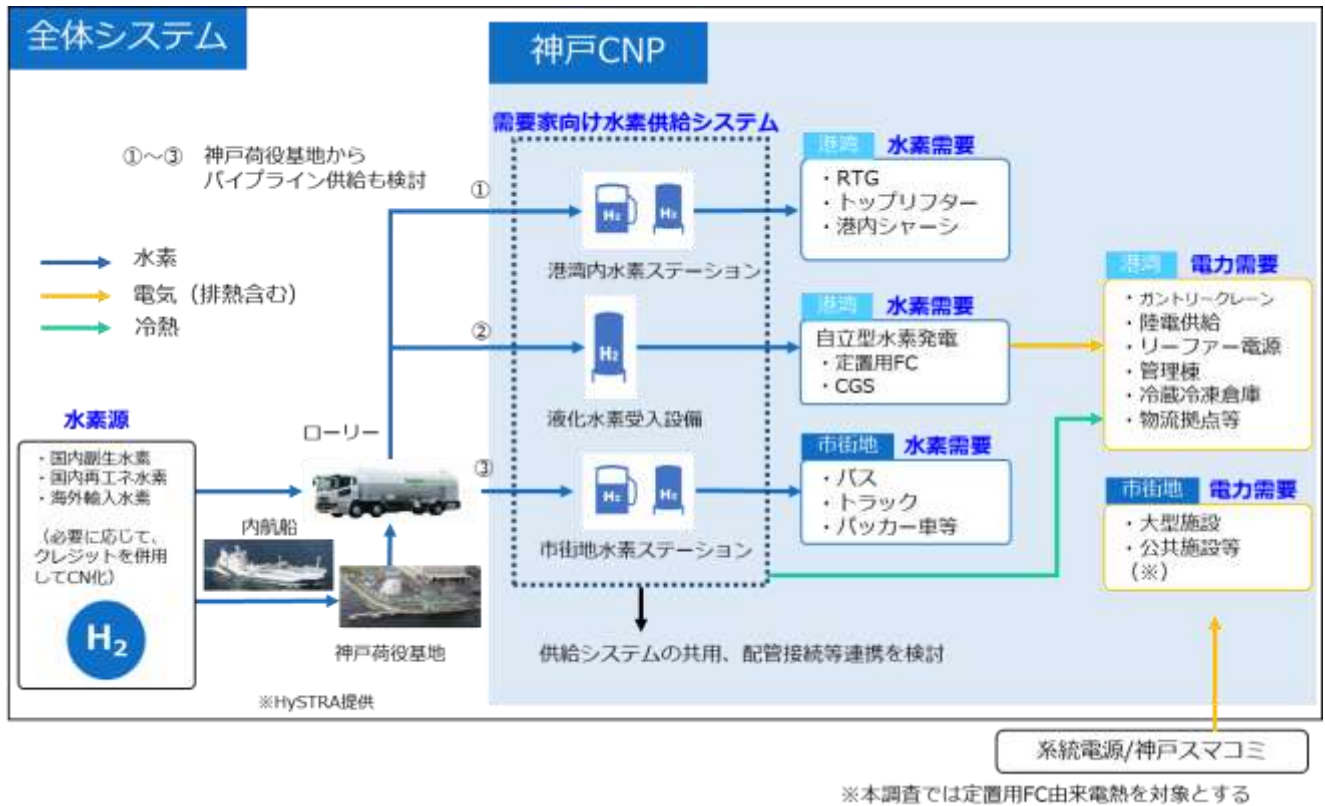 全体システム
神戸CNP
需要家向け水素供給システム
①～③ 神戸荷役基地から
パイプライン供給も検討
水素
電気（排熱含む）
冷熱
水素源
・国内副生水素
・国内再エネ水素
・海外輸入水素
（必要に応じて、
クレジットを併用
してCN化）
H2
内航船
ローリー
神戸荷役基地
※HySTRA提供
①
H2
H2
港湾内水素ステーション
②
H2
液化水素受入設備
③
H2
H2
市街地水素ステーション
供給システムの共用、配管接続等連携を検討
港湾 水素需要
・RTG
・トップリフター
・港内シャーシ
港湾 水素需要
自立型水素発電
・定置用FC
・CGS
市街地 水素需要
・バス
・トラック
・パッカー車等
港湾 電力需要
・ガントリークレーン
・陸電供給
・リーファー電源
・管理棟
・冷蔵冷凍倉庫
・物流拠点等
市街地 電力需要
・大型施設
・公共施設等
（※）
系統電源/神戸スマコミ
※本調査では定置用FC由来電熱を対象とする